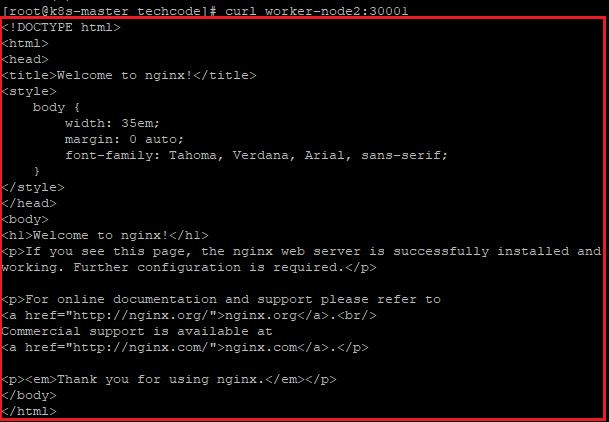 [root@k8s-master techcode]# curl worker-node2:30001
<!DOCTYPE html>
<html>
<head>
<title>Welcome to nginx!</title>
<style>
    body {
        width: 35em;
        margin: 0 auto;
        font-family: Tahoma, Verdana, Arial, sans-serif;
    }
</style>
</head>
<body>
<h1>Welcome to nginx!</h1>
<p>If you see this page, the nginx web server is successfully installed and
working. Further configuration is required.</p>

<p>For online documentation and support please refer to
<a href="http://nginx.org/">nginx.org</a>.<br/>
Commercial support is available at
<a href="http://nginx.com/">nginx.com</a>.</p>

<p><em>Thank you for using nginx.</em></p>
</body>
</html>